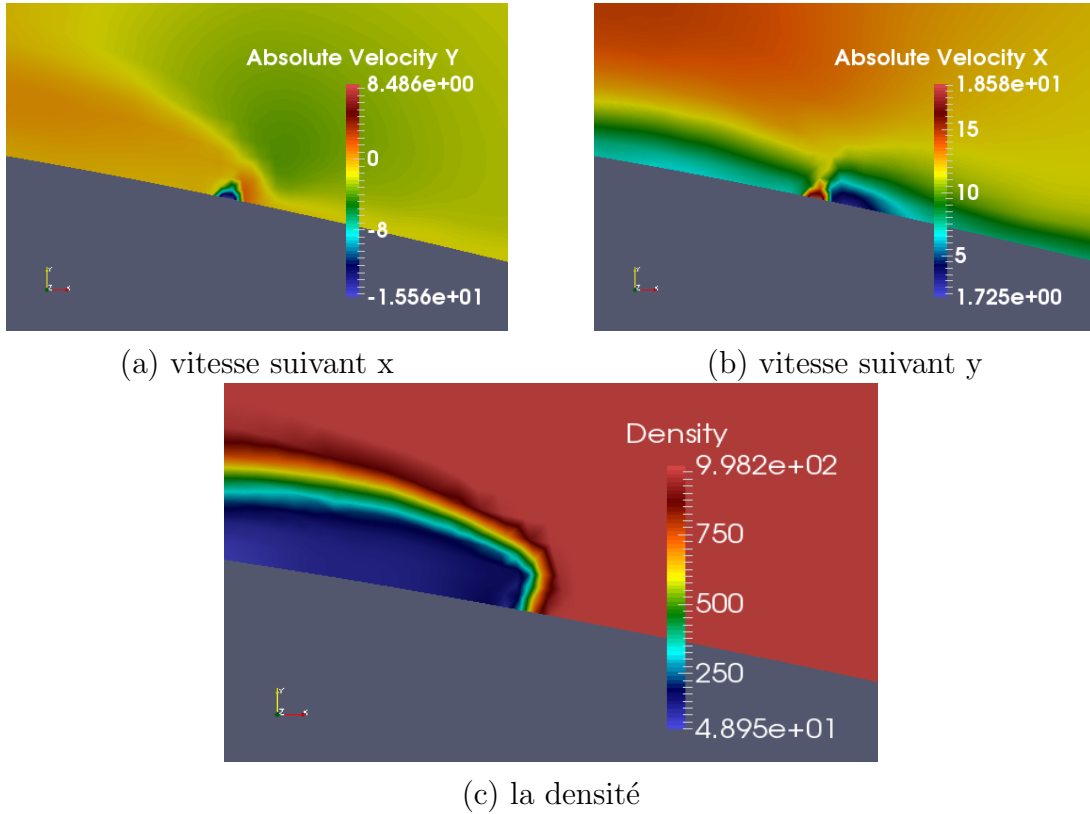 Absolute Velocity Y
8.486e+00
0
-8
-1.556e+01
Absolute Velocity X
1.858e+01
15
10
5
1.725e+00
(a) vitesse suivant x
(b) vitesse suivant y
Density
9.982e+02
750
500
250
4.895e+01
(c) la densité